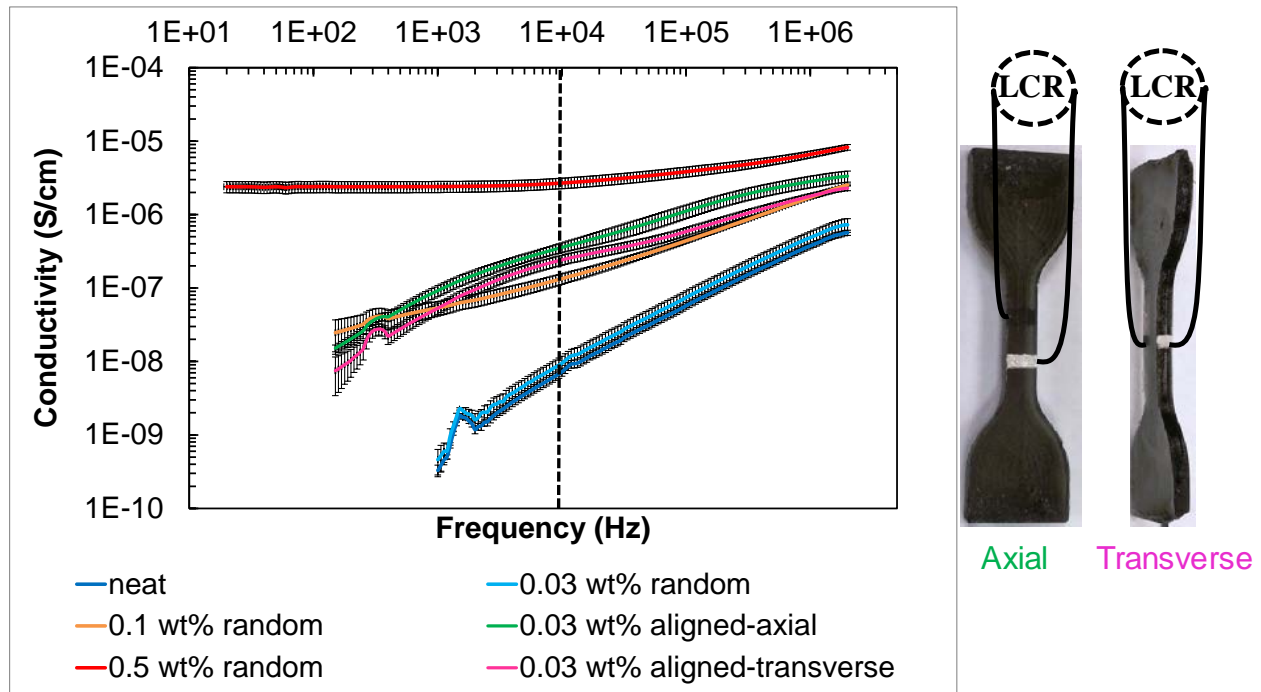 1E+01 1E+02 1E+03 1E+04 1E+05 1E+06
1E-04
1E-05
1E-06
1E-07
1E-08
1E-09
1E-10
Conductivity (S/cm)
Frequency (Hz)
neat
0.03 wt% random
0.1 wt% random
0.03 wt% aligned-axial
0.5 wt% random
0.03 wt% aligned-transverse
LCR LCR
Axial Transverse